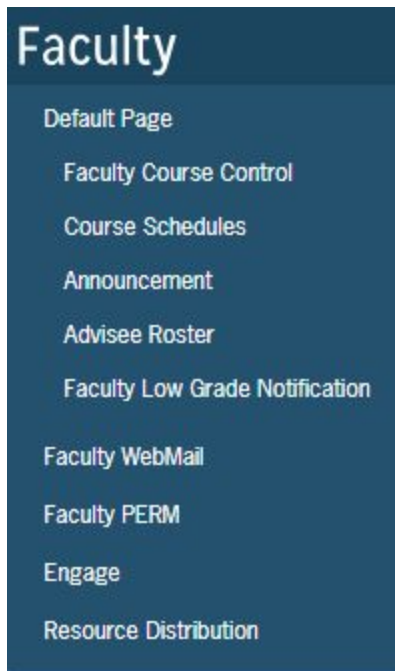 Faculty
Default Page
Faculty Course Control
Course Schedules
Announcement
Advisee Roster
Faculty Low Grade Notification
Faculty WebMail
Faculty PERM
Engage
Resource Distribution